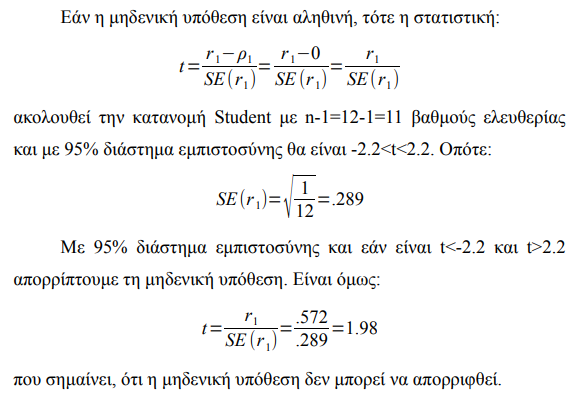 Εάν η μηδενική υπόθεση είναι αληθινή, τότε η στατιστική:
t=\frac{r_1-ρ_1}{SE(r_1)}=\frac{r_1-0}{SE(r_1)}=\frac{r_1}{SE(r_1)}
ακολουθεί την κατανομή Student με n-1=12-1=11 βαθμούς ελευθερίας
και με 95% διάστημα εμπιστοσύνης θα είναι -2.2<t<2.2. Οπότε:
SE(r_1)=\sqrt{\frac{1}{12}}=.289
Με 95% διάστημα εμπιστοσύνης και εάν είναι t<-2.2 και t>2.2
απορρίπτουμε τη μηδενική υπόθεση. Είναι όμως:
t=\frac{r_1}{SE(r_1)}=\frac{.572}{.289}=1.98
που σημαίνει, ότι η μηδενική υπόθεση δεν μπορεί να απορριφθεί.